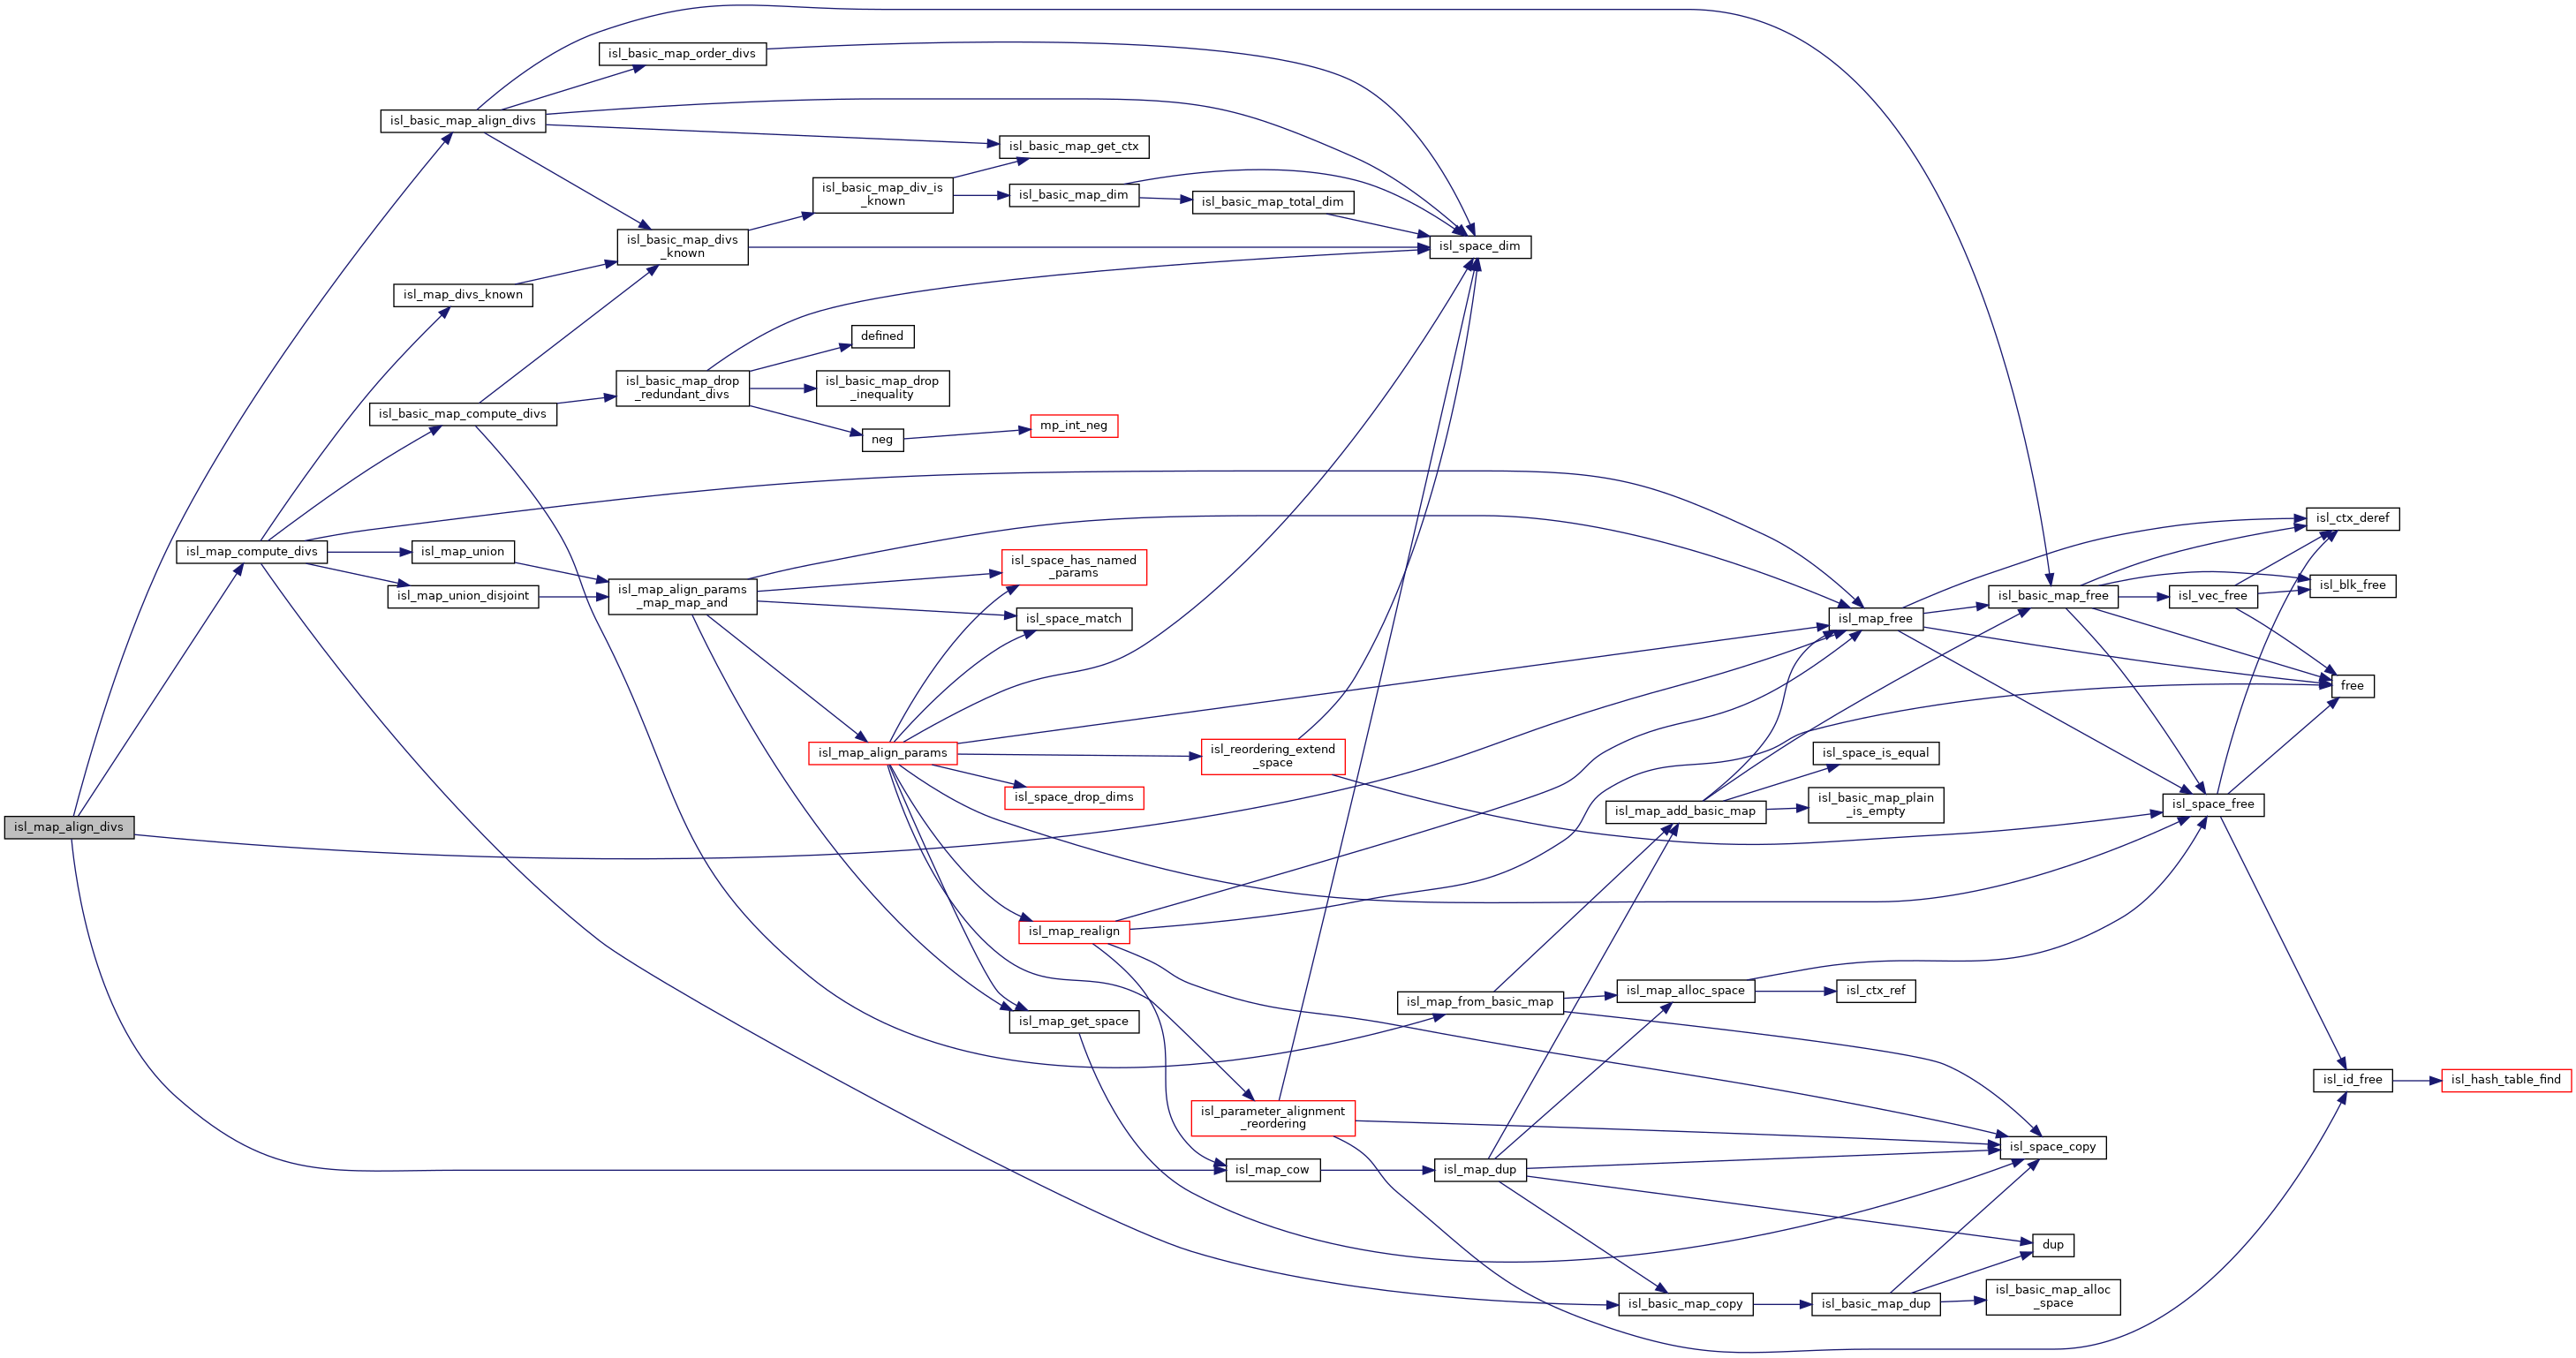 isl_basic_map_order_divs
isl_basic_map_align_divs
isl_basic_map_get_ctx
isl_basic_map_div_is
_known
isl_basic_map_dim
isl_basic_map_total_dim
isl_basic_map_divs
_known
isl_space_dim
isl_map_divs_known
defined
isl_basic_map_drop
_redundant_divs
isl_basic_map_drop
_inequality
isl_basic_map_compute_divs
neg
mp_int_neg
isl_map_compute_divs
isl_map_union
isl_map_union_disjoint
isl_map_align_params
_map_map_and
isl_space_has_named
_params
isl_space_match
isl_map_free
isl_basic_map_free
isl_vec_free
isl_ctx_deref
isl_blk_free
free
isl_map_align_params
isl_reordering_extend
_space
isl_space_drop_dims
isl_space_is_equal
isl_map_add_basic_map
isl_basic_map_plain
_is_empty
isl_space_free
isl_map_align_divs
isl_map_realign
isl_map_get_space
isl_map_from_basic_map
isl_map_alloc_space
isl_ctx_ref
isl_parameter_alignment
_reordering
isl_id_free
isl_hash_table_find
isl_map_cow
isl_map_dup
isl_space_copy
dup
isl_basic_map_copy
isl_basic_map_dup
isl_basic_map_alloc
_space